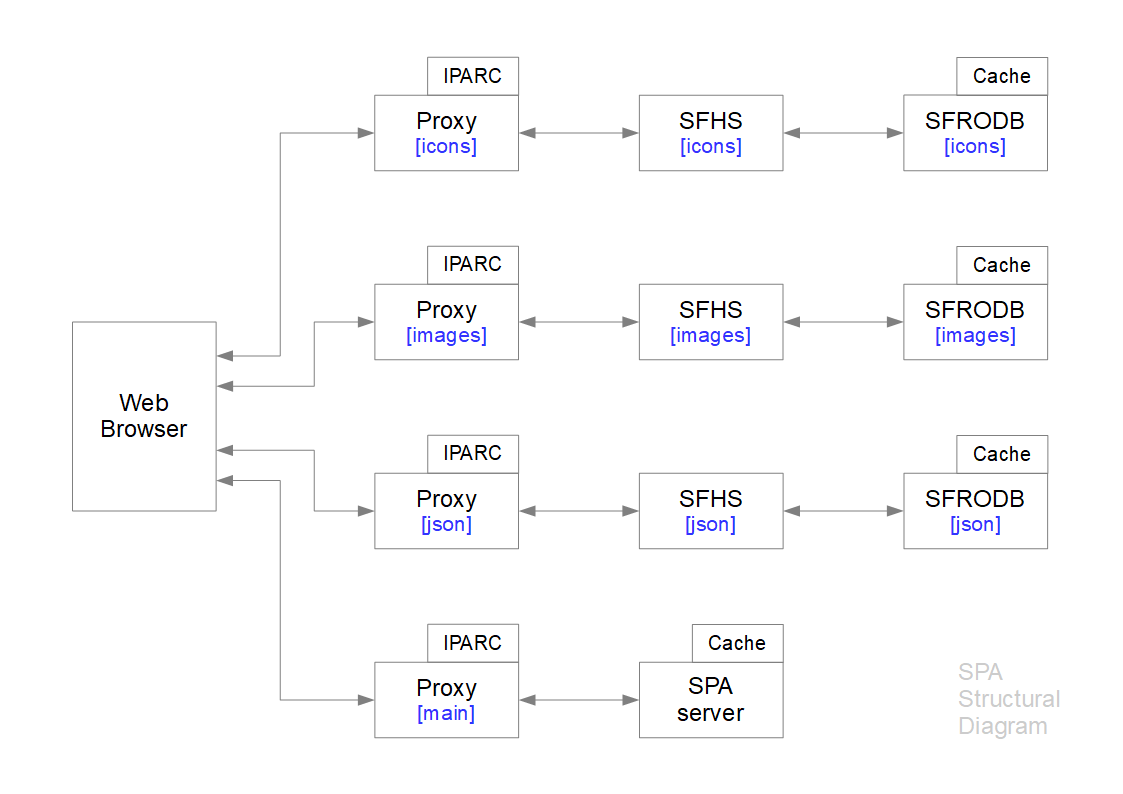 IPARC
Cache
Proxy
[icons]
SFHS
[icons]
SFRODB
[icons]
IPARC
Cache
Proxy
[images]
SFHS
[images]
SFRODB
[images]
Web
Browser
IPARC
Cache
Proxy
[json]
SFHS
[json]
SFRODB
[json]
IPARC
Cache
Proxy
[main]
SPA
server
SPA
Structural
Diagram